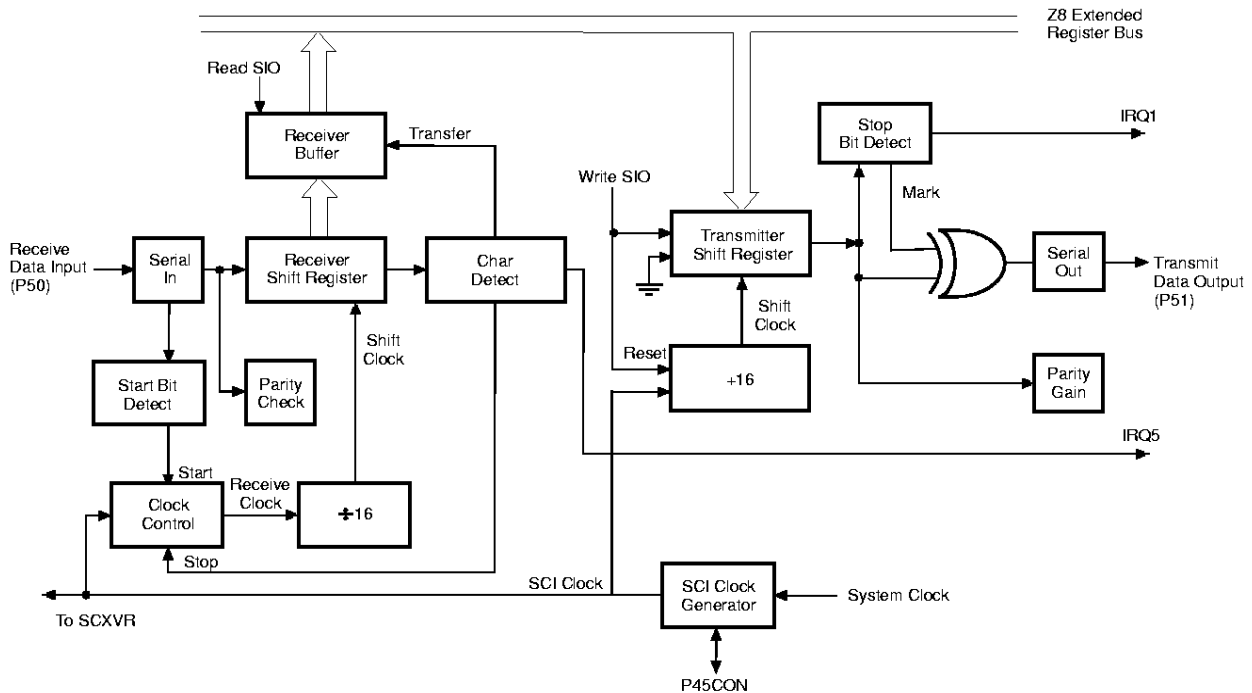 Z8 Extended
Register Bus
Read SIO
Receiver
Buffer
Transfer
Stop
Bit Detect
IRQ1
Write SIO
Mark
Receive
Data Input
(P50)
Serial
In
Receiver
Shift Register
Char
Detect
Transmitter
Shift Register
Serial
Out
Transmit
Data Output
(P51)
Shift
Clock
Shift
Clock
Reset
+16
Start Bit
Detect
Parity
Check
Parity
Gain
IRQ5
Start
Clock
Control
Receive
Clock
÷16
Stop
SCI Clock
SCI Clock
Generator
System Clock
To SCXVR
P45CON